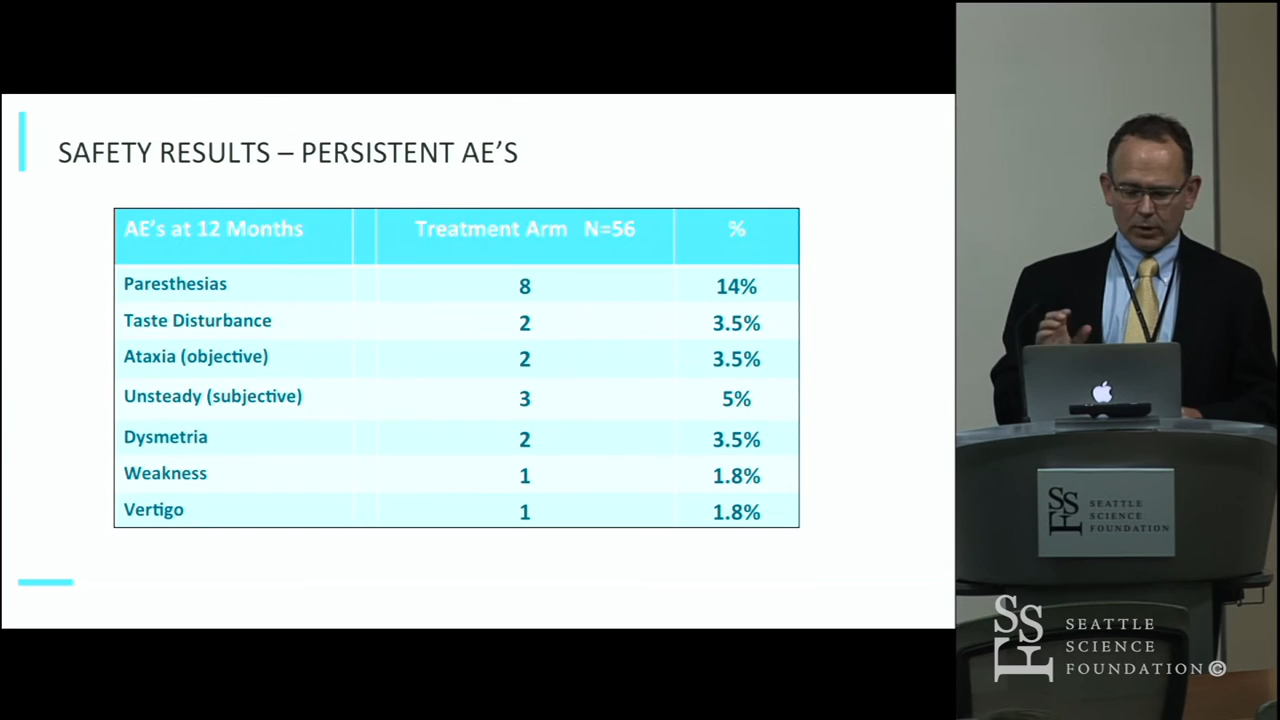 SAFETY RESULTS – PERSISTENT AE'S
AE's at 12 Months Treatment Arm N=56 %
Paresthesias 8 14%
Taste Disturbance 2 3.5%
Ataxia (objective) 2 3.5%
Unsteady (subjective) 3 5%
Dysmetria 2 3.5%
Weakness 1 1.8%
Vertigo 1 1.8%
SSF
SEATTLE
SCIENCE
FOUNDATION
SSF
SEATTLE
SCIENCE
FOUNDATION©